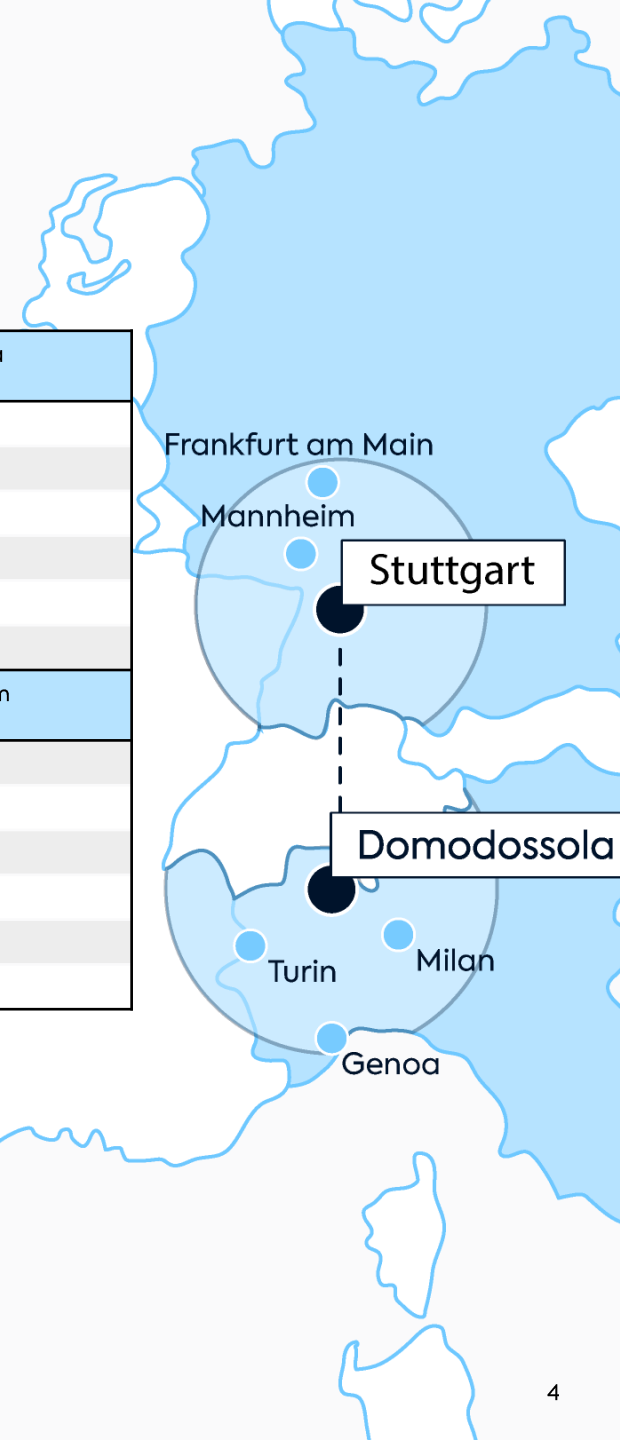 Frankfurt am Main
Mannheim
Stuttgart
Domodossola
Turin
Milan
Genoa
4